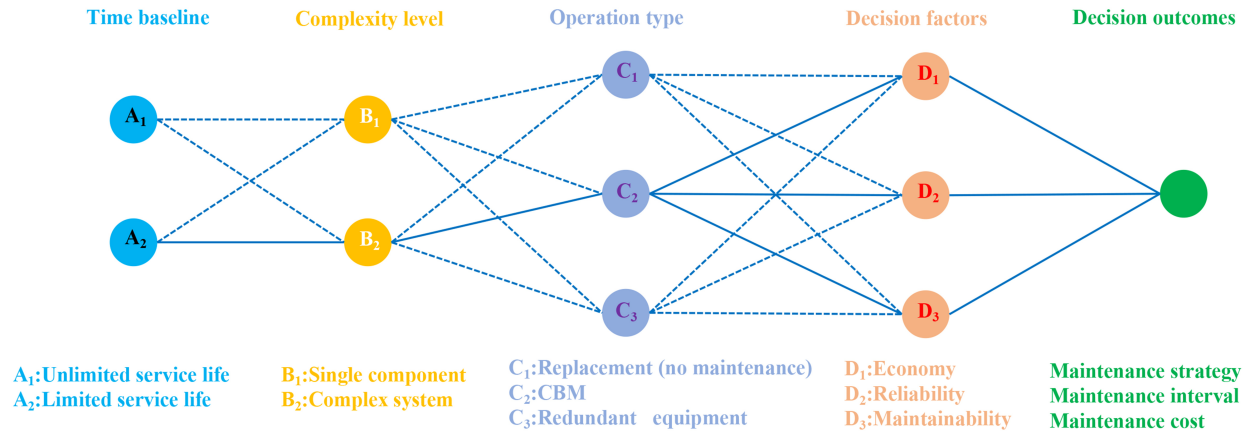 Time baseline
Complexity level
Operation type
Decision factors
Decision outcomes
A₁
A₂
B₁
B₂
C₁
C₂
C₃
D₁
D₂
D₃
A₁:Unlimited service life
A₂:Limited service life
B₁:Single component
B₂:Complex system
C₁:Replacement (no maintenance)
C₂:CBM
C₃:Redundant equipment
D₁:Economy
D₂:Reliability
D₃:Maintainability
Maintenance strategy
Maintenance interval
Maintenance cost